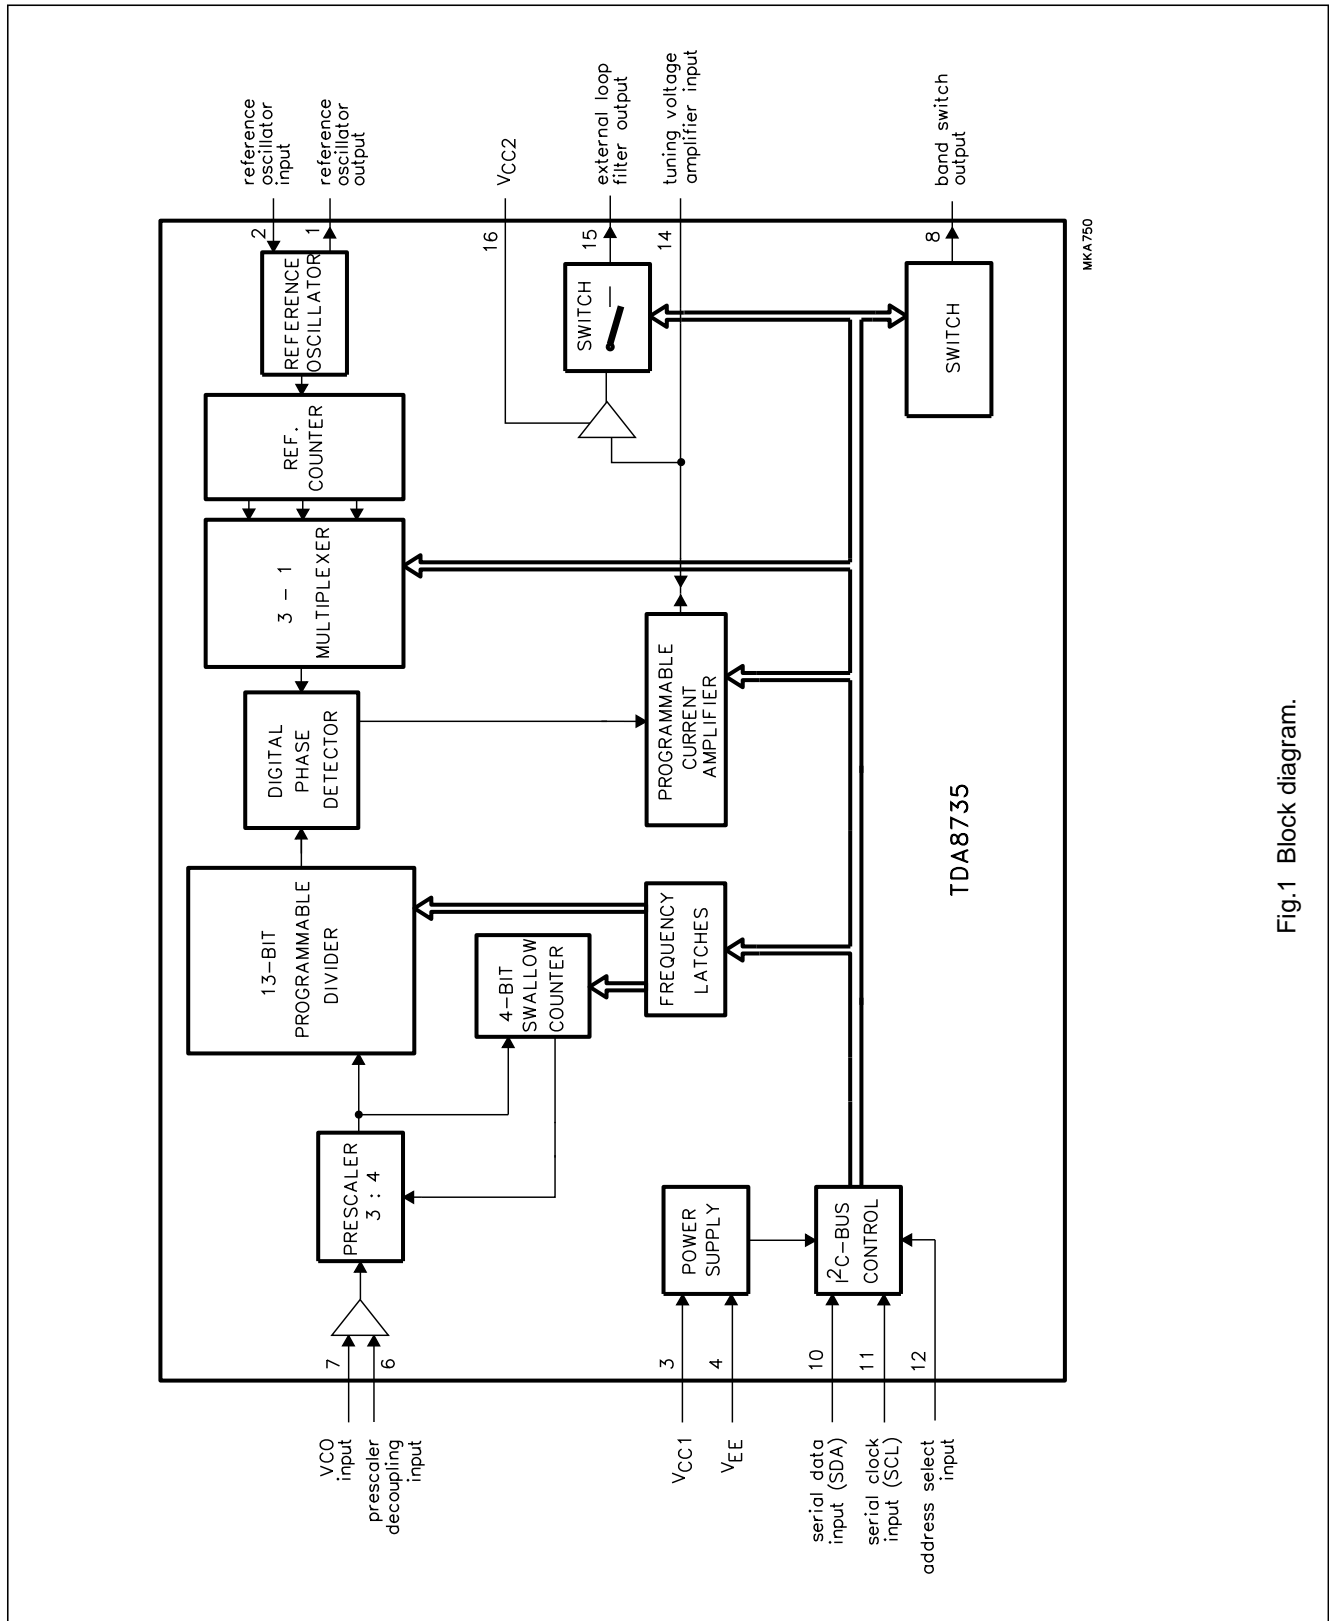 reference
oscillator
input
reference
oscillator
output
VCC2
external loop
filter output
tuning voltage
amplifier input
band switch
output
2
1
16
15
14
8
REFERENCE
OSCILLATOR
REF.
COUNTER
3 - 1
MULTIPLEXER
DIGITAL
PHASE
DETECTOR
13-BIT
PROGRAMMABLE
DIVIDER
4-BIT
SWALLOW
COUNTER
PRESCALER
3 : 4
SWITCH
PROGRAMMABLE
CURRENT
AMPLIFIER
FREQUENCY
LATCHES
POWER
SUPPLY
I2C-BUS
CONTROL
SWITCH
TDA8735
7
6
3
4
10
11
12
VCO
input
prescaler
decoupling
input
VCC1
VEE
serial data
input (SDA)
serial clock
input (SCL)
address select
input
MKA750
Fig.1 Block diagram.